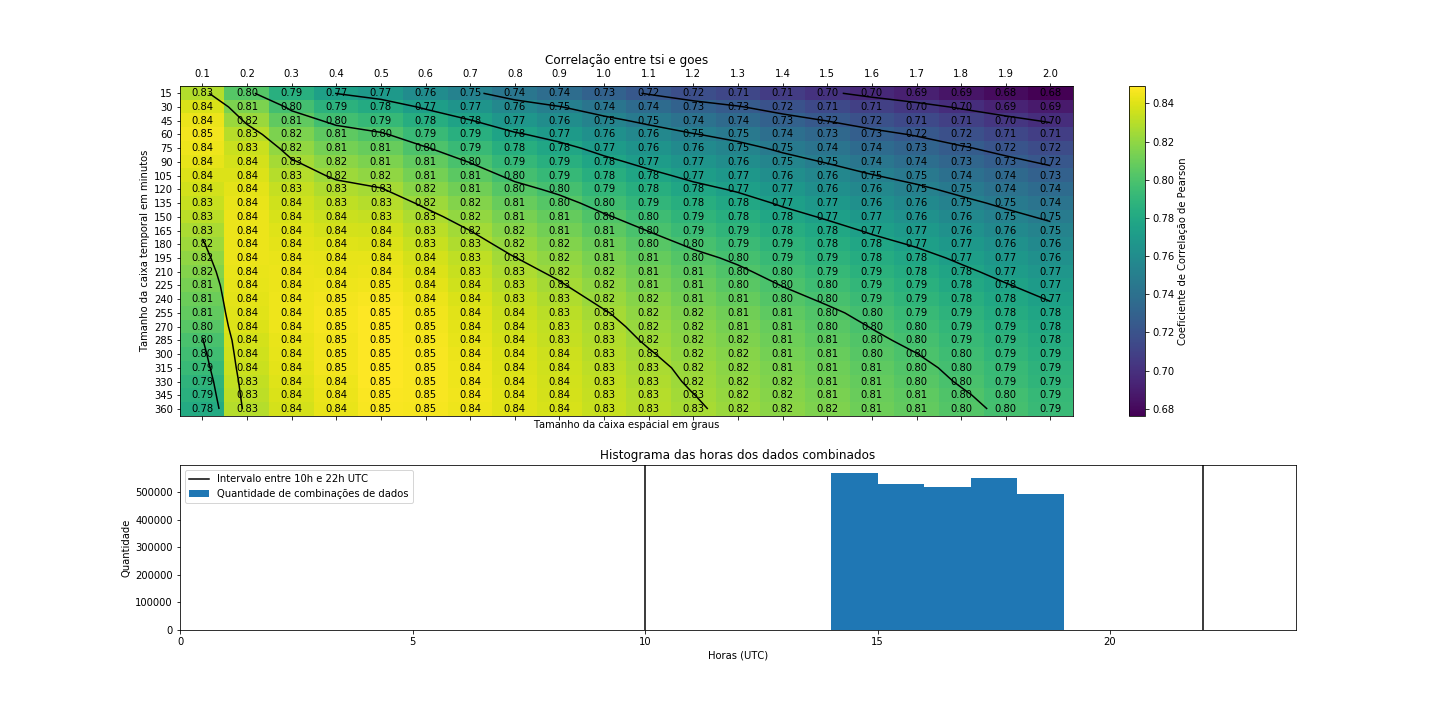 Correlação entre tsi e goes
0.1 0.2 0.3 0.4 0.5 0.6 0.7 0.8 0.9 1.0 1.1 1.2 1.3 1.4 1.5 1.6 1.7 1.8 1.9 2.0
15 0.83 0.80 0.79 0.77 0.77 0.76 0.75 0.74 0.74 0.73 0.72 0.72 0.71 0.71 0.70 0.70 0.69 0.69 0.68 0.68
30 0.84 0.81 0.80 0.79 0.78 0.77 0.77 0.76 0.75 0.74 0.74 0.73 0.73 0.72 0.71 0.71 0.70 0.70 0.69 0.69
45 0.84 0.82 0.81 0.80 0.79 0.78 0.78 0.77 0.76 0.75 0.75 0.74 0.74 0.73 0.72 0.72 0.71 0.71 0.70 0.70
60 0.85 0.83 0.82 0.81 0.80 0.79 0.79 0.78 0.77 0.76 0.76 0.75 0.75 0.74 0.73 0.73 0.72 0.72 0.71 0.71
75 0.84 0.83 0.82 0.81 0.81 0.80 0.79 0.78 0.78 0.77 0.76 0.76 0.75 0.75 0.74 0.74 0.73 0.73 0.72 0.72
90 0.84 0.84 0.83 0.82 0.81 0.81 0.80 0.79 0.79 0.78 0.77 0.77 0.76 0.75 0.75 0.74 0.74 0.73 0.73 0.72
105 0.84 0.84 0.83 0.82 0.82 0.81 0.81 0.80 0.79 0.78 0.78 0.77 0.77 0.76 0.76 0.75 0.75 0.74 0.74 0.73
120 0.84 0.84 0.83 0.83 0.83 0.82 0.81 0.80 0.80 0.79 0.78 0.78 0.77 0.77 0.76 0.76 0.75 0.75 0.74 0.74
135 0.83 0.84 0.84 0.83 0.83 0.82 0.82 0.81 0.80 0.80 0.79 0.78 0.78 0.77 0.77 0.76 0.76 0.75 0.75 0.74
150 0.83 0.84 0.84 0.84 0.83 0.83 0.82 0.81 0.81 0.80 0.80 0.79 0.78 0.78 0.77 0.77 0.76 0.76 0.75 0.75
165 0.83 0.84 0.84 0.84 0.84 0.83 0.82 0.82 0.81 0.81 0.80 0.79 0.79 0.78 0.78 0.77 0.77 0.76 0.76 0.75
180 0.82 0.84 0.84 0.84 0.84 0.83 0.83 0.82 0.82 0.81 0.80 0.80 0.79 0.79 0.78 0.78 0.77 0.77 0.76 0.76
195 0.82 0.84 0.84 0.84 0.84 0.84 0.83 0.83 0.82 0.81 0.81 0.80 0.80 0.79 0.79 0.78 0.78 0.77 0.77 0.76
210 0.82 0.84 0.84 0.84 0.84 0.84 0.83 0.83 0.82 0.82 0.81 0.81 0.80 0.80 0.79 0.79 0.78 0.78 0.77 0.77
225 0.81 0.84 0.84 0.85 0.85 0.84 0.84 0.83 0.83 0.82 0.81 0.81 0.80 0.80 0.80 0.79 0.79 0.78 0.78 0.77
240 0.81 0.84 0.84 0.85 0.85 0.84 0.84 0.83 0.83 0.82 0.82 0.81 0.81 0.80 0.80 0.79 0.79 0.78 0.78 0.77
255 0.81 0.84 0.84 0.85 0.85 0.85 0.84 0.84 0.83 0.83 0.82 0.82 0.81 0.81 0.80 0.80 0.79 0.79 0.78 0.78
270 0.80 0.84 0.84 0.85 0.85 0.85 0.84 0.84 0.83 0.83 0.82 0.82 0.81 0.81 0.80 0.80 0.80 0.79 0.79 0.78
285 0.80 0.84 0.84 0.85 0.85 0.85 0.84 0.84 0.83 0.83 0.82 0.82 0.82 0.81 0.81 0.80 0.80 0.79 0.79 0.78
300 0.80 0.84 0.84 0.85 0.85 0.85 0.84 0.84 0.84 0.83 0.83 0.82 0.82 0.81 0.81 0.80 0.80 0.80 0.79 0.79
315 0.79 0.84 0.84 0.85 0.85 0.85 0.84 0.84 0.84 0.83 0.83 0.82 0.82 0.81 0.81 0.81 0.80 0.80 0.79 0.79
330 0.79 0.83 0.84 0.84 0.85 0.85 0.84 0.84 0.84 0.83 0.83 0.82 0.82 0.82 0.81 0.81 0.80 0.80 0.79 0.79
345 0.79 0.83 0.84 0.84 0.85 0.85 0.84 0.84 0.84 0.83 0.83 0.83 0.82 0.82 0.81 0.81 0.81 0.80 0.80 0.79
360 0.78 0.83 0.84 0.84 0.85 0.85 0.84 0.84 0.84 0.83 0.83 0.83 0.82 0.82 0.82 0.81 0.81 0.80 0.80 0.79
Tamanho da caixa temporal em minutos
Tamanho da caixa espacial em graus
0.84
0.82
0.80
0.78
0.76
0.74
0.72
0.70
0.68
Coeficiente de Correlação de Pearson
Histograma das horas dos dados combinados
Intervalo entre 10h e 22h UTC
Quantidade de combinações de dados
500000
400000
300000
200000
100000
0
Quantidade
0 5 10 15 20
Horas (UTC)